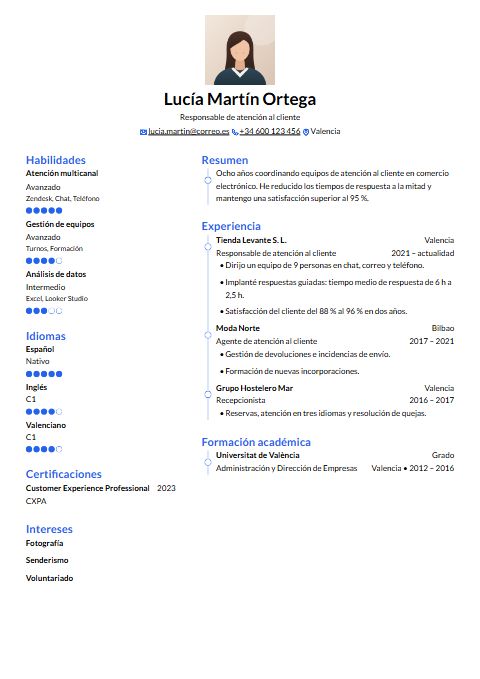 Lucía Martín Ortega
Responsable de atención al cliente
lucia.martin@correo.es +34 600 123 456 Valencia
Habilidades
Atención multicanal
Avanzado
Zendesk, Chat, Teléfono
Gestión de equipos
Avanzado
Turnos, Formación
Análisis de datos
Intermedio
Excel, Looker Studio
Idiomas
Español
Nativo
Inglés
C1
Valenciano
C1
Certificaciones
Customer Experience Professional 2023
CXPA
Intereses
Fotografía
Senderismo
Voluntariado
Resumen
Ocho años coordinando equipos de atención al cliente en comercio
electrónico. He reducido los tiempos de respuesta a la mitad y
mantengo una satisfacción superior al 95 %.
Experiencia
Tienda Levante S. L. Valencia
Responsable de atención al cliente 2021 – actualidad
• Dirijo un equipo de 9 personas en chat, correo y teléfono.
• Implanté respuestas guiadas: tiempo medio de respuesta de 6 h a
2,5 h.
• Satisfacción del cliente del 88 % al 96 % en dos años.
Moda Norte Bilbao
Agente de atención al cliente 2017 – 2021
• Gestión de devoluciones e incidencias de envío.
• Formación de nuevas incorporaciones.
Grupo Hostelero Mar Valencia
Recepcionista 2016 – 2017
• Reservas, atención en tres idiomas y resolución de quejas.
Formación académica
Universitat de València Grado
Administración y Dirección de Empresas Valencia • 2012 – 2016